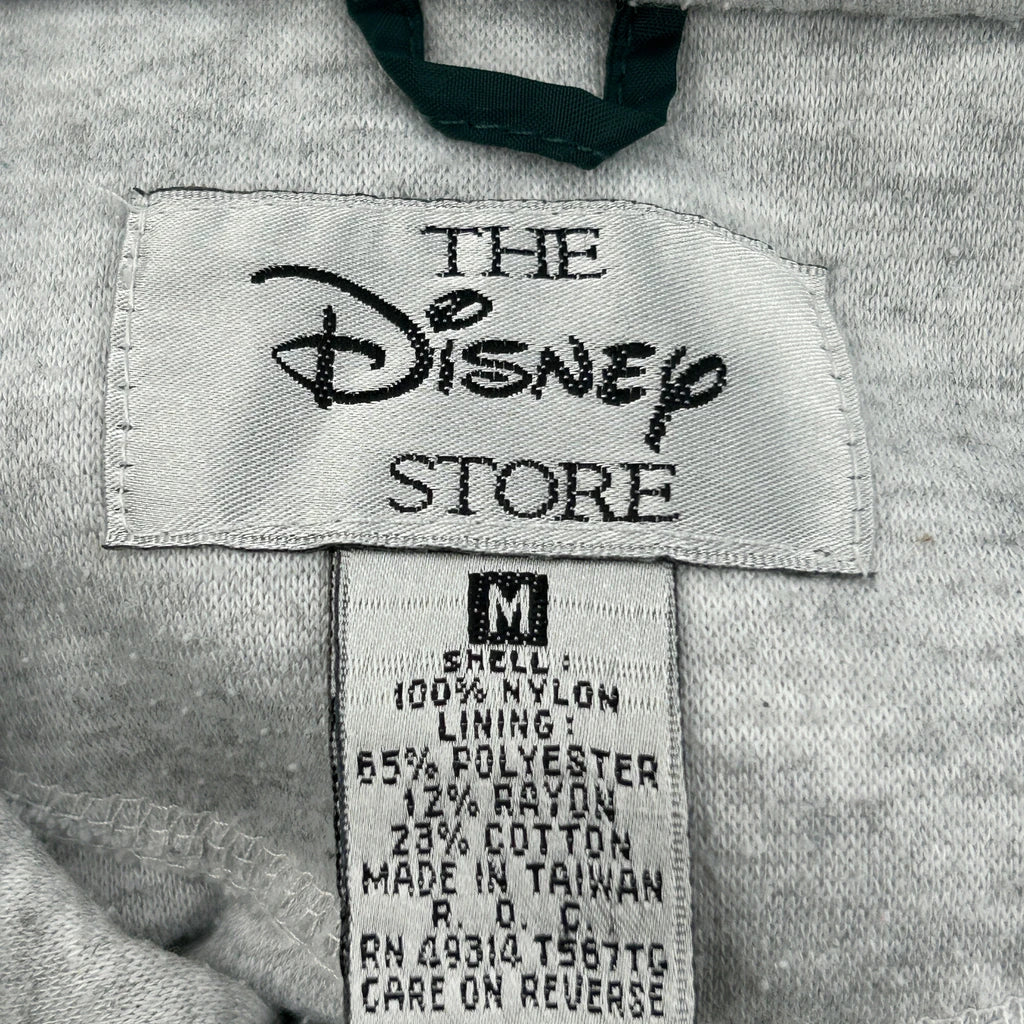 THE
Disney
STORE
M
SHELL:
100% NYLON
LINING:
65% POLYESTER
12% RAYON
23% COTTON
MADE IN TAIWAN
R. O. C.
RN 49314 T567TG
CARE ON REVERSE